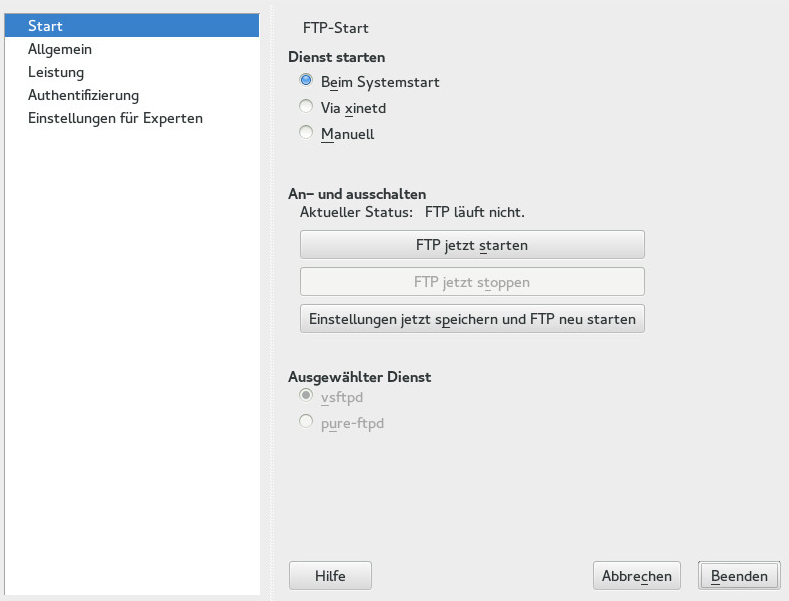 Start
Allgemein
Leistung
Authentifizierung
Einstellungen für Experten
FTP-Start
Dienst starten
Beim Systemstart
Via xinetd
Manuell
An- und ausschalten
Aktueller Status: FTP läuft nicht.
FTP jetzt starten
FTP jetzt stoppen
Einstellungen jetzt speichern und FTP neu starten
Ausgewählter Dienst
vsftpd
pure-ftpd
Hilfe
Abbrechen
Beenden